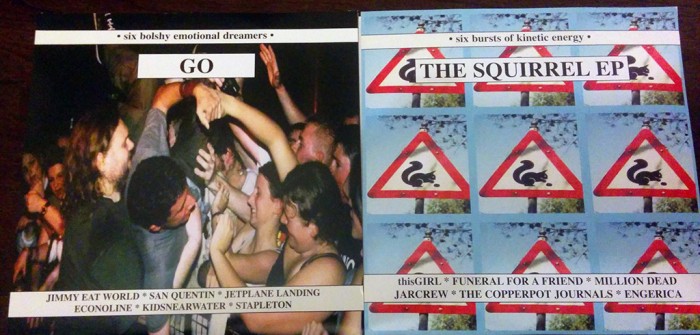 • six bolshy emotional dreamers •
GO
JIMMY EAT WORLD * SAN QUENTIN * JETPLANE LANDING
ECONOLINE * KIDSNEARWATER * STAPLETON
• six bursts of kinetic energy •
THE SQUIRREL EP
thisGIRL * FUNERAL FOR A FRIEND * MILLION DEAD
JARCREW * THE COPPERPOT JOURNALS * ENGERICA